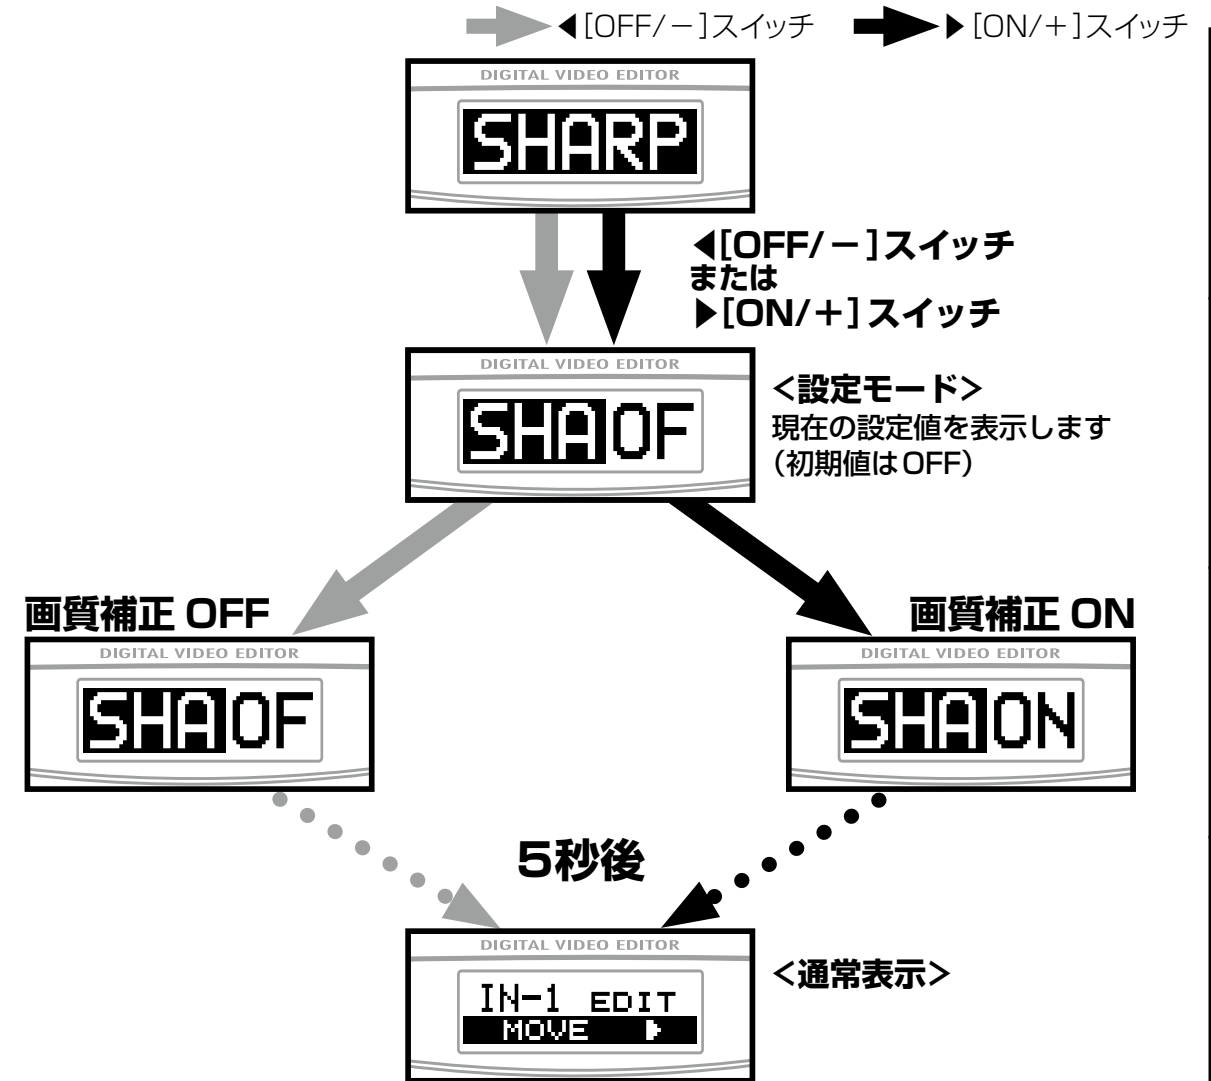 ◀[OFF/－]スイッチ ▶[ON/＋]スイッチ
DIGITAL VIDEO EDITOR
SHARP
◀[OFF/－]スイッチ
または
▶[ON/＋]スイッチ
DIGITAL VIDEO EDITOR
SHAOF
＜設定モード＞
現在の設定値を表示します
（初期値はOFF）
画質補正 OFF
DIGITAL VIDEO EDITOR
SHAOF
画質補正 ON
DIGITAL VIDEO EDITOR
SHAON
5秒後
DIGITAL VIDEO EDITOR
IN-1 EDIT
MOVE ▶
＜通常表示＞